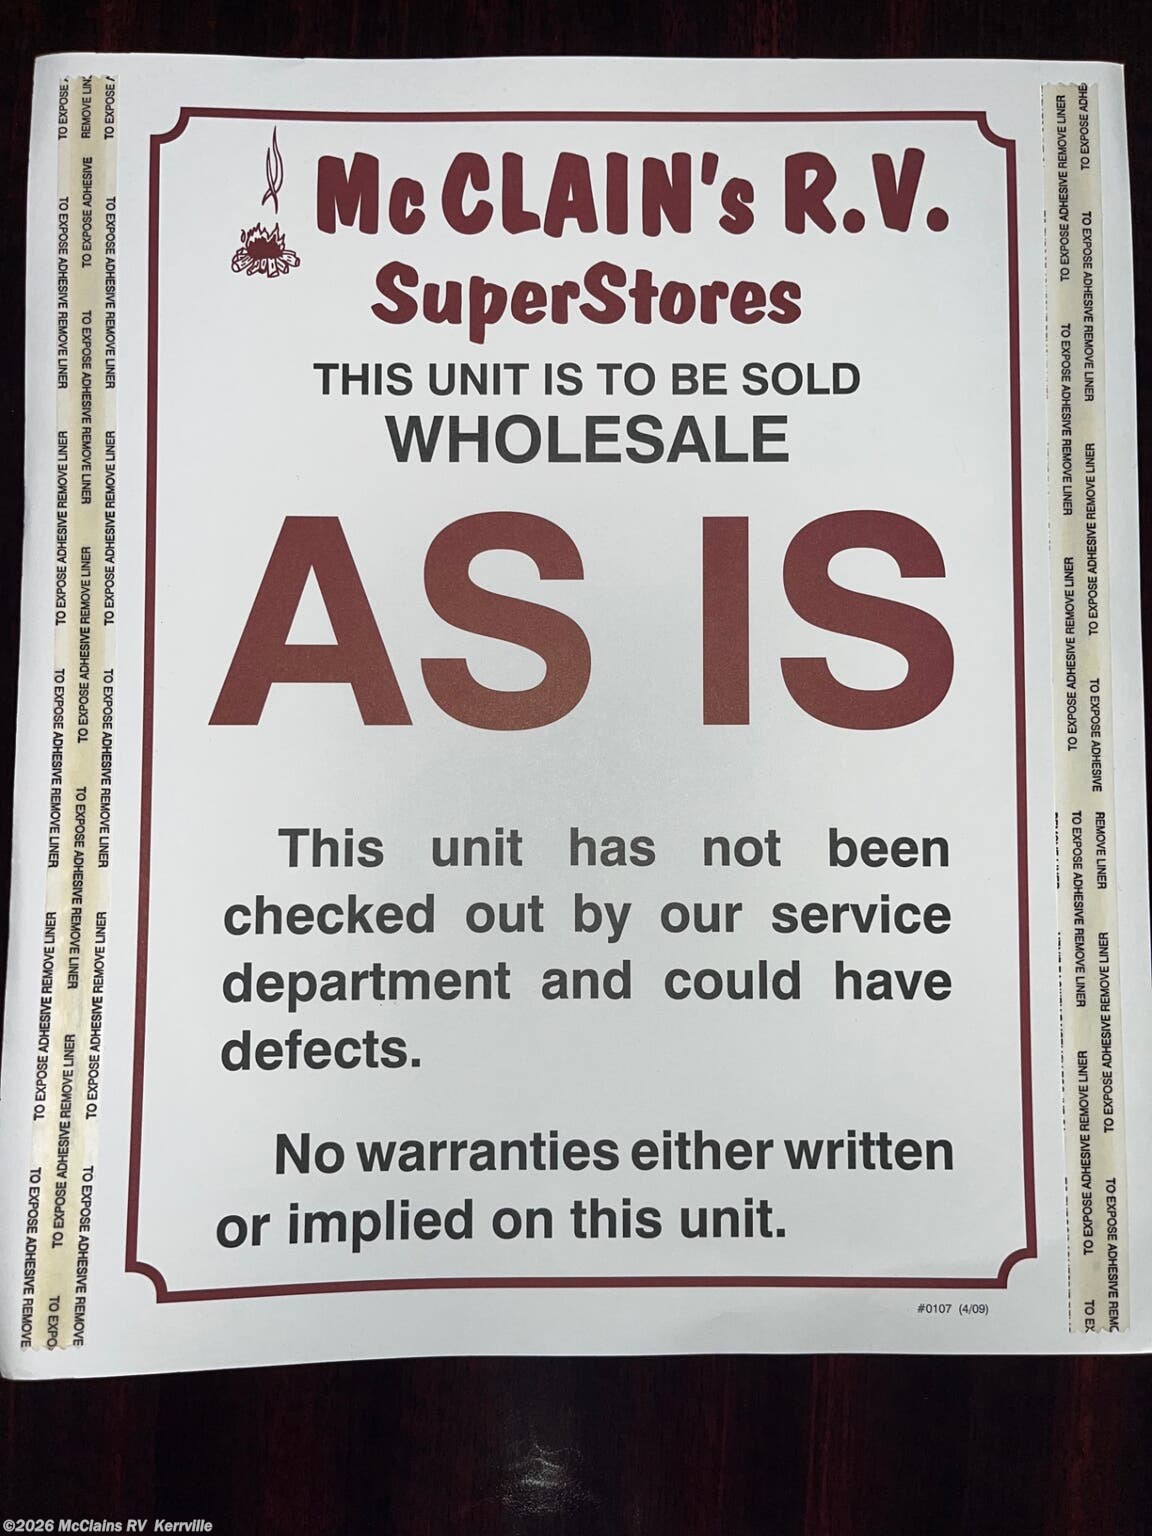 McCLAIN's R.V.
SuperStores
THIS UNIT IS TO BE SOLD
WHOLESALE
AS IS
This unit has not been
checked out by our service
department and could have
defects.
No warranties either written
or implied on this unit.
#0107 (4/09)
TO EXPOSE ADHESIVE REMOVE LINER
TO EXPOSE ADHESIVE REMOVE LINER
©2026 McClains RV Kerrville